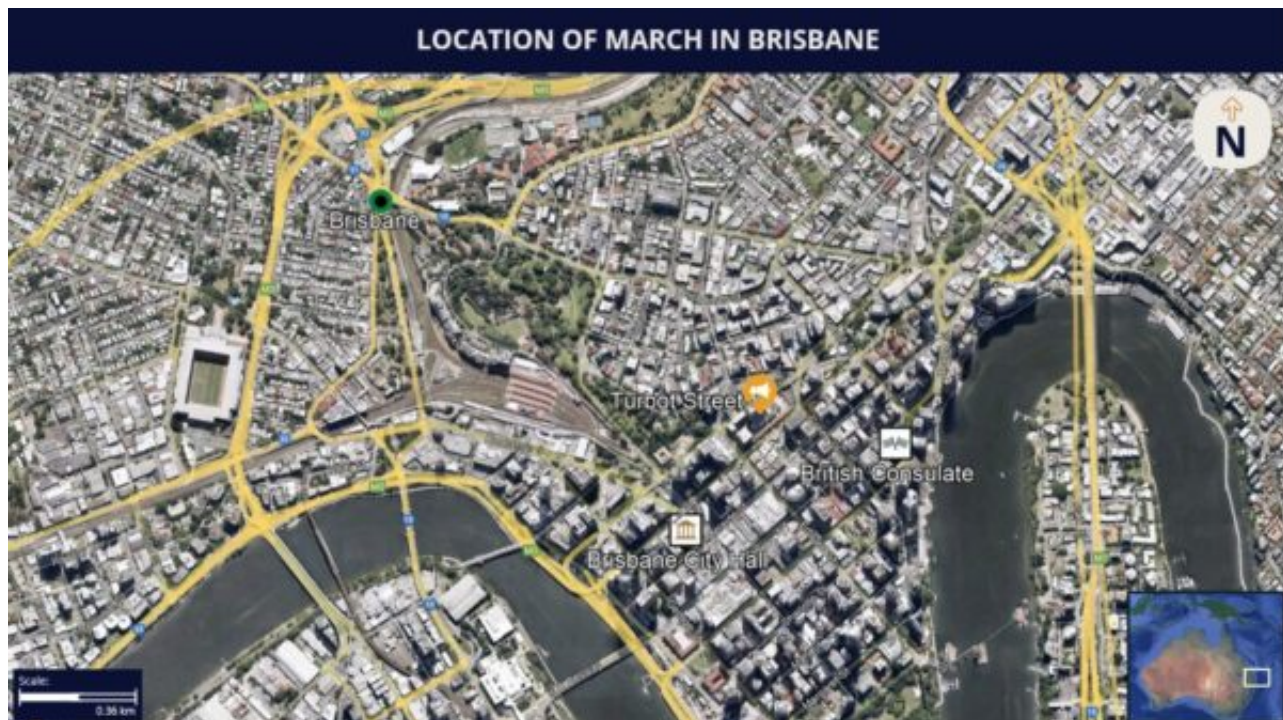 LOCATION OF MARCH IN BRISBANE
N
Brisbane
Turbot Street
British Consulate
Brisbane City Hall
Scale:
0.36 km